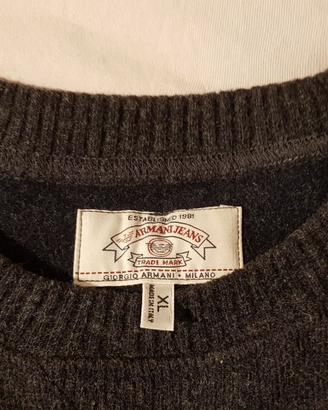 ESTABLISHED 1981
ARMANI JEANS
TRADE MARK
GIORGIO ARMANI • MILANO
XL
MADE IN ITALY